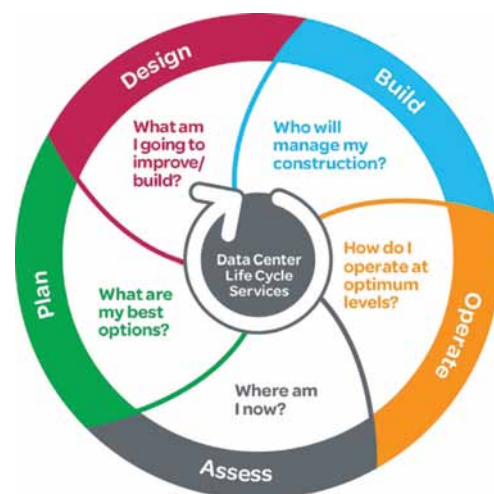 Design
Build
Operate
Assess
Plan
What am
I going to
improve/
build?
Who will
manage my
construction?
How do I
operate at
optimum
levels?
Where am
I now?
What are
my best
options?
Data Center
Life Cycle
Services